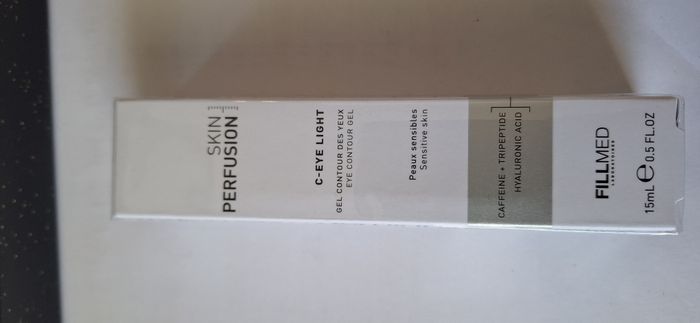 SKIN
PERFUSION
C-EYE LIGHT
GEL CONTOUR DES YEUX
EYE CONTOUR GEL
Peaux sensibles
Sensitive skin
CAFFEINE + TRIPEPTIDE
HYALURONIC ACID
FILLMED
LABORATOIRES
15mL e 0.5 FL.OZ